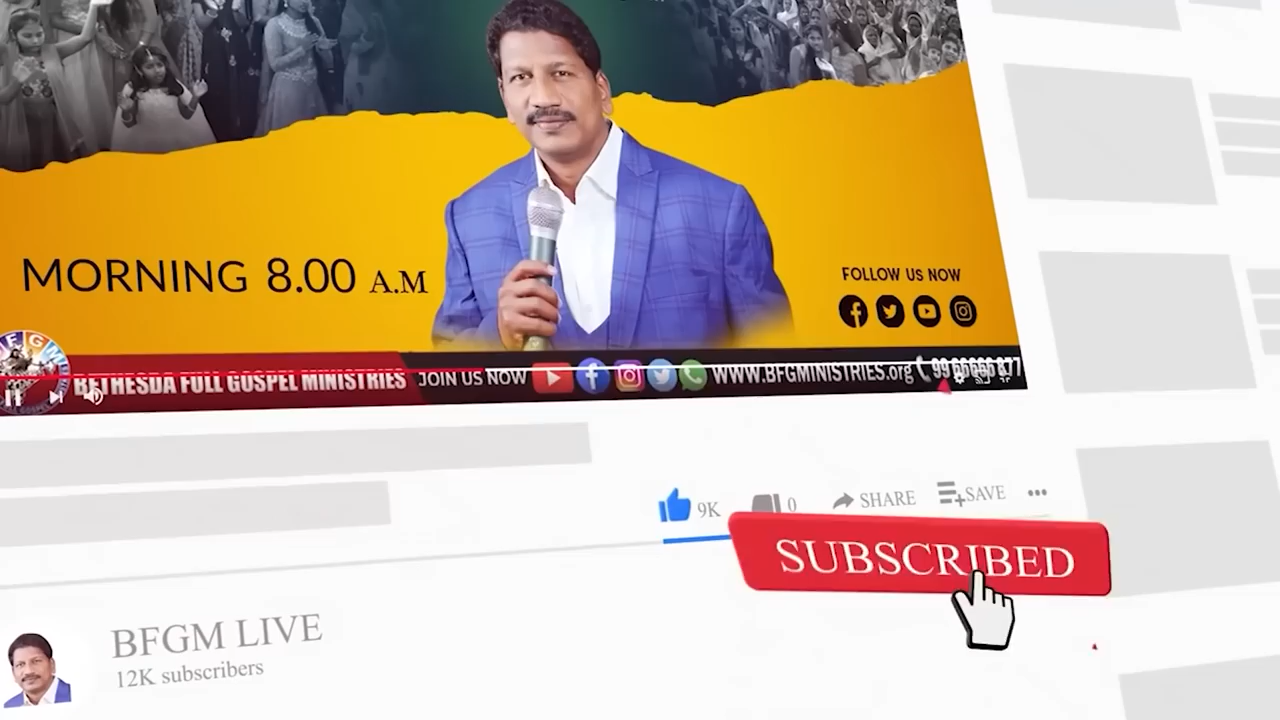 MORNING 8.00 A.M
FOLLOW US NOW
BETHESDA FULL GOSPEL MINISTRIES
JOIN US NOW
WWW.BFGMINISTRIES.org
9K
0
SHARE
SAVE
SUBSCRIBED
BFGM LIVE
12K subscribers